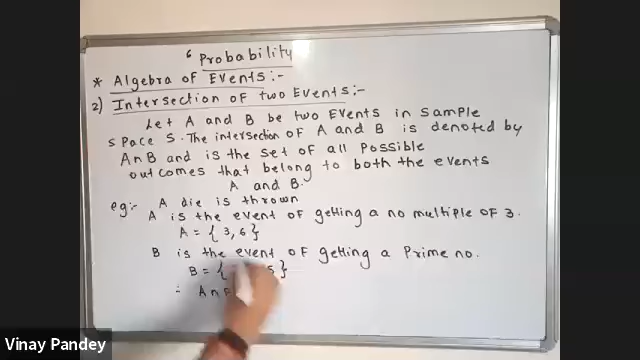 6 Probability
* Algebra of Events:-
2) Intersection of two Events:-
Let A and B be two Events in Sample
Space S. The intersection of A and B is denoted by
A∩B and is the set of all possible
outcomes that belong to both the events
A and B.
eg:- A die is thrown
A is the event of getting a no multiple of 3.
A = { 3, 6 }
B is the event of getting a Prime no.
B = { 5 }
∴ A∩
Vinay Pandey